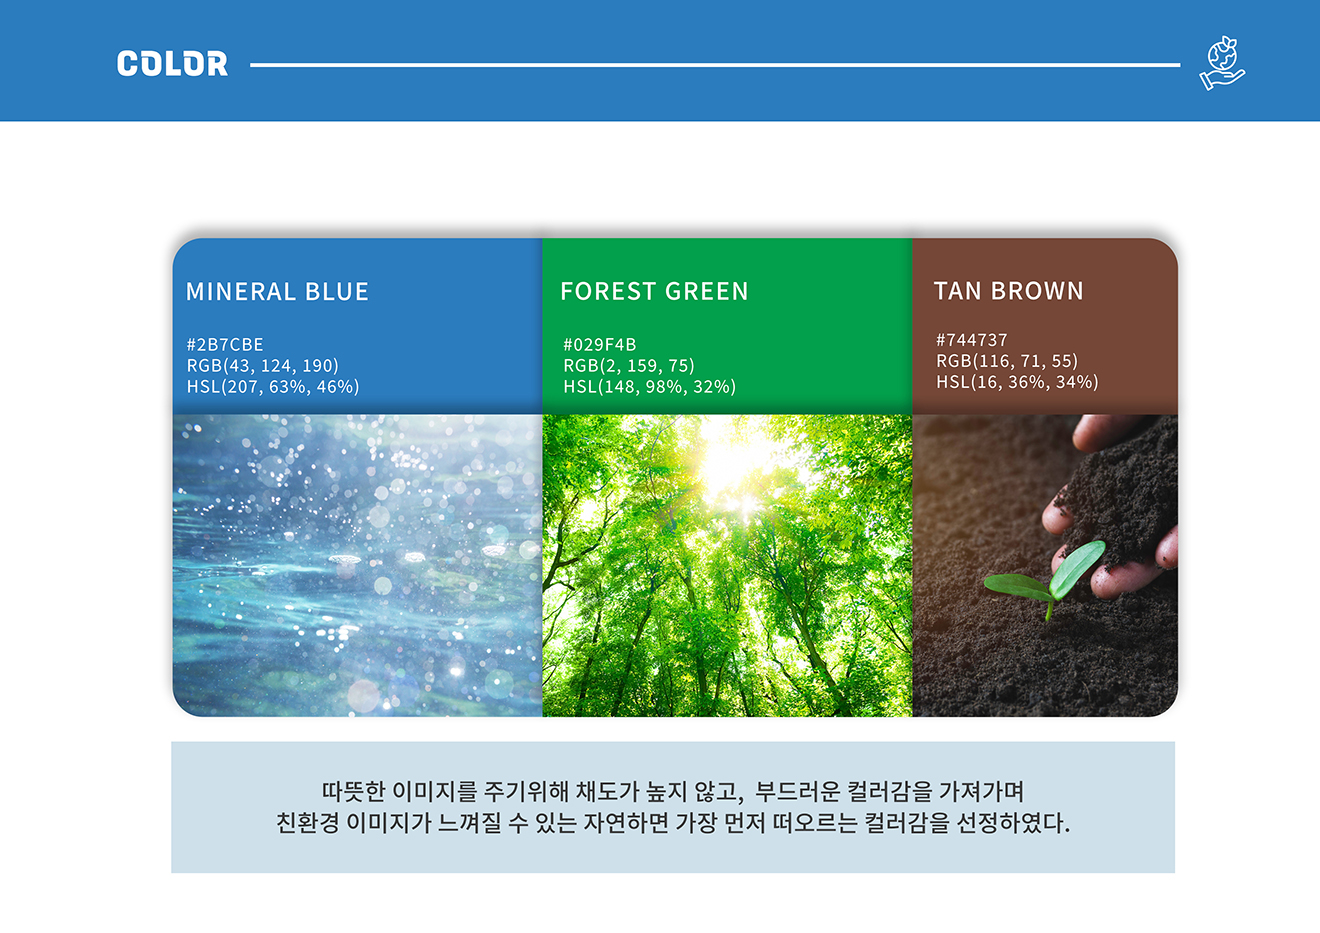 COLOR
MINERAL BLUE
#2B7CBE
RGB(43, 124, 190)
HSL(207, 63%, 46%)
FOREST GREEN
#029F4B
RGB(2, 159, 75)
HSL(148, 98%, 32%)
TAN BROWN
#744737
RGB(116, 71, 55)
HSL(16, 36%, 34%)
따뜻한 이미지를 주기위해 채도가 높지 않고, 부드러운 컬러감을 가져가며
친환경 이미지가 느껴질 수 있는 자연하면 가장 먼저 떠오르는 컬러감을 선정하였다.